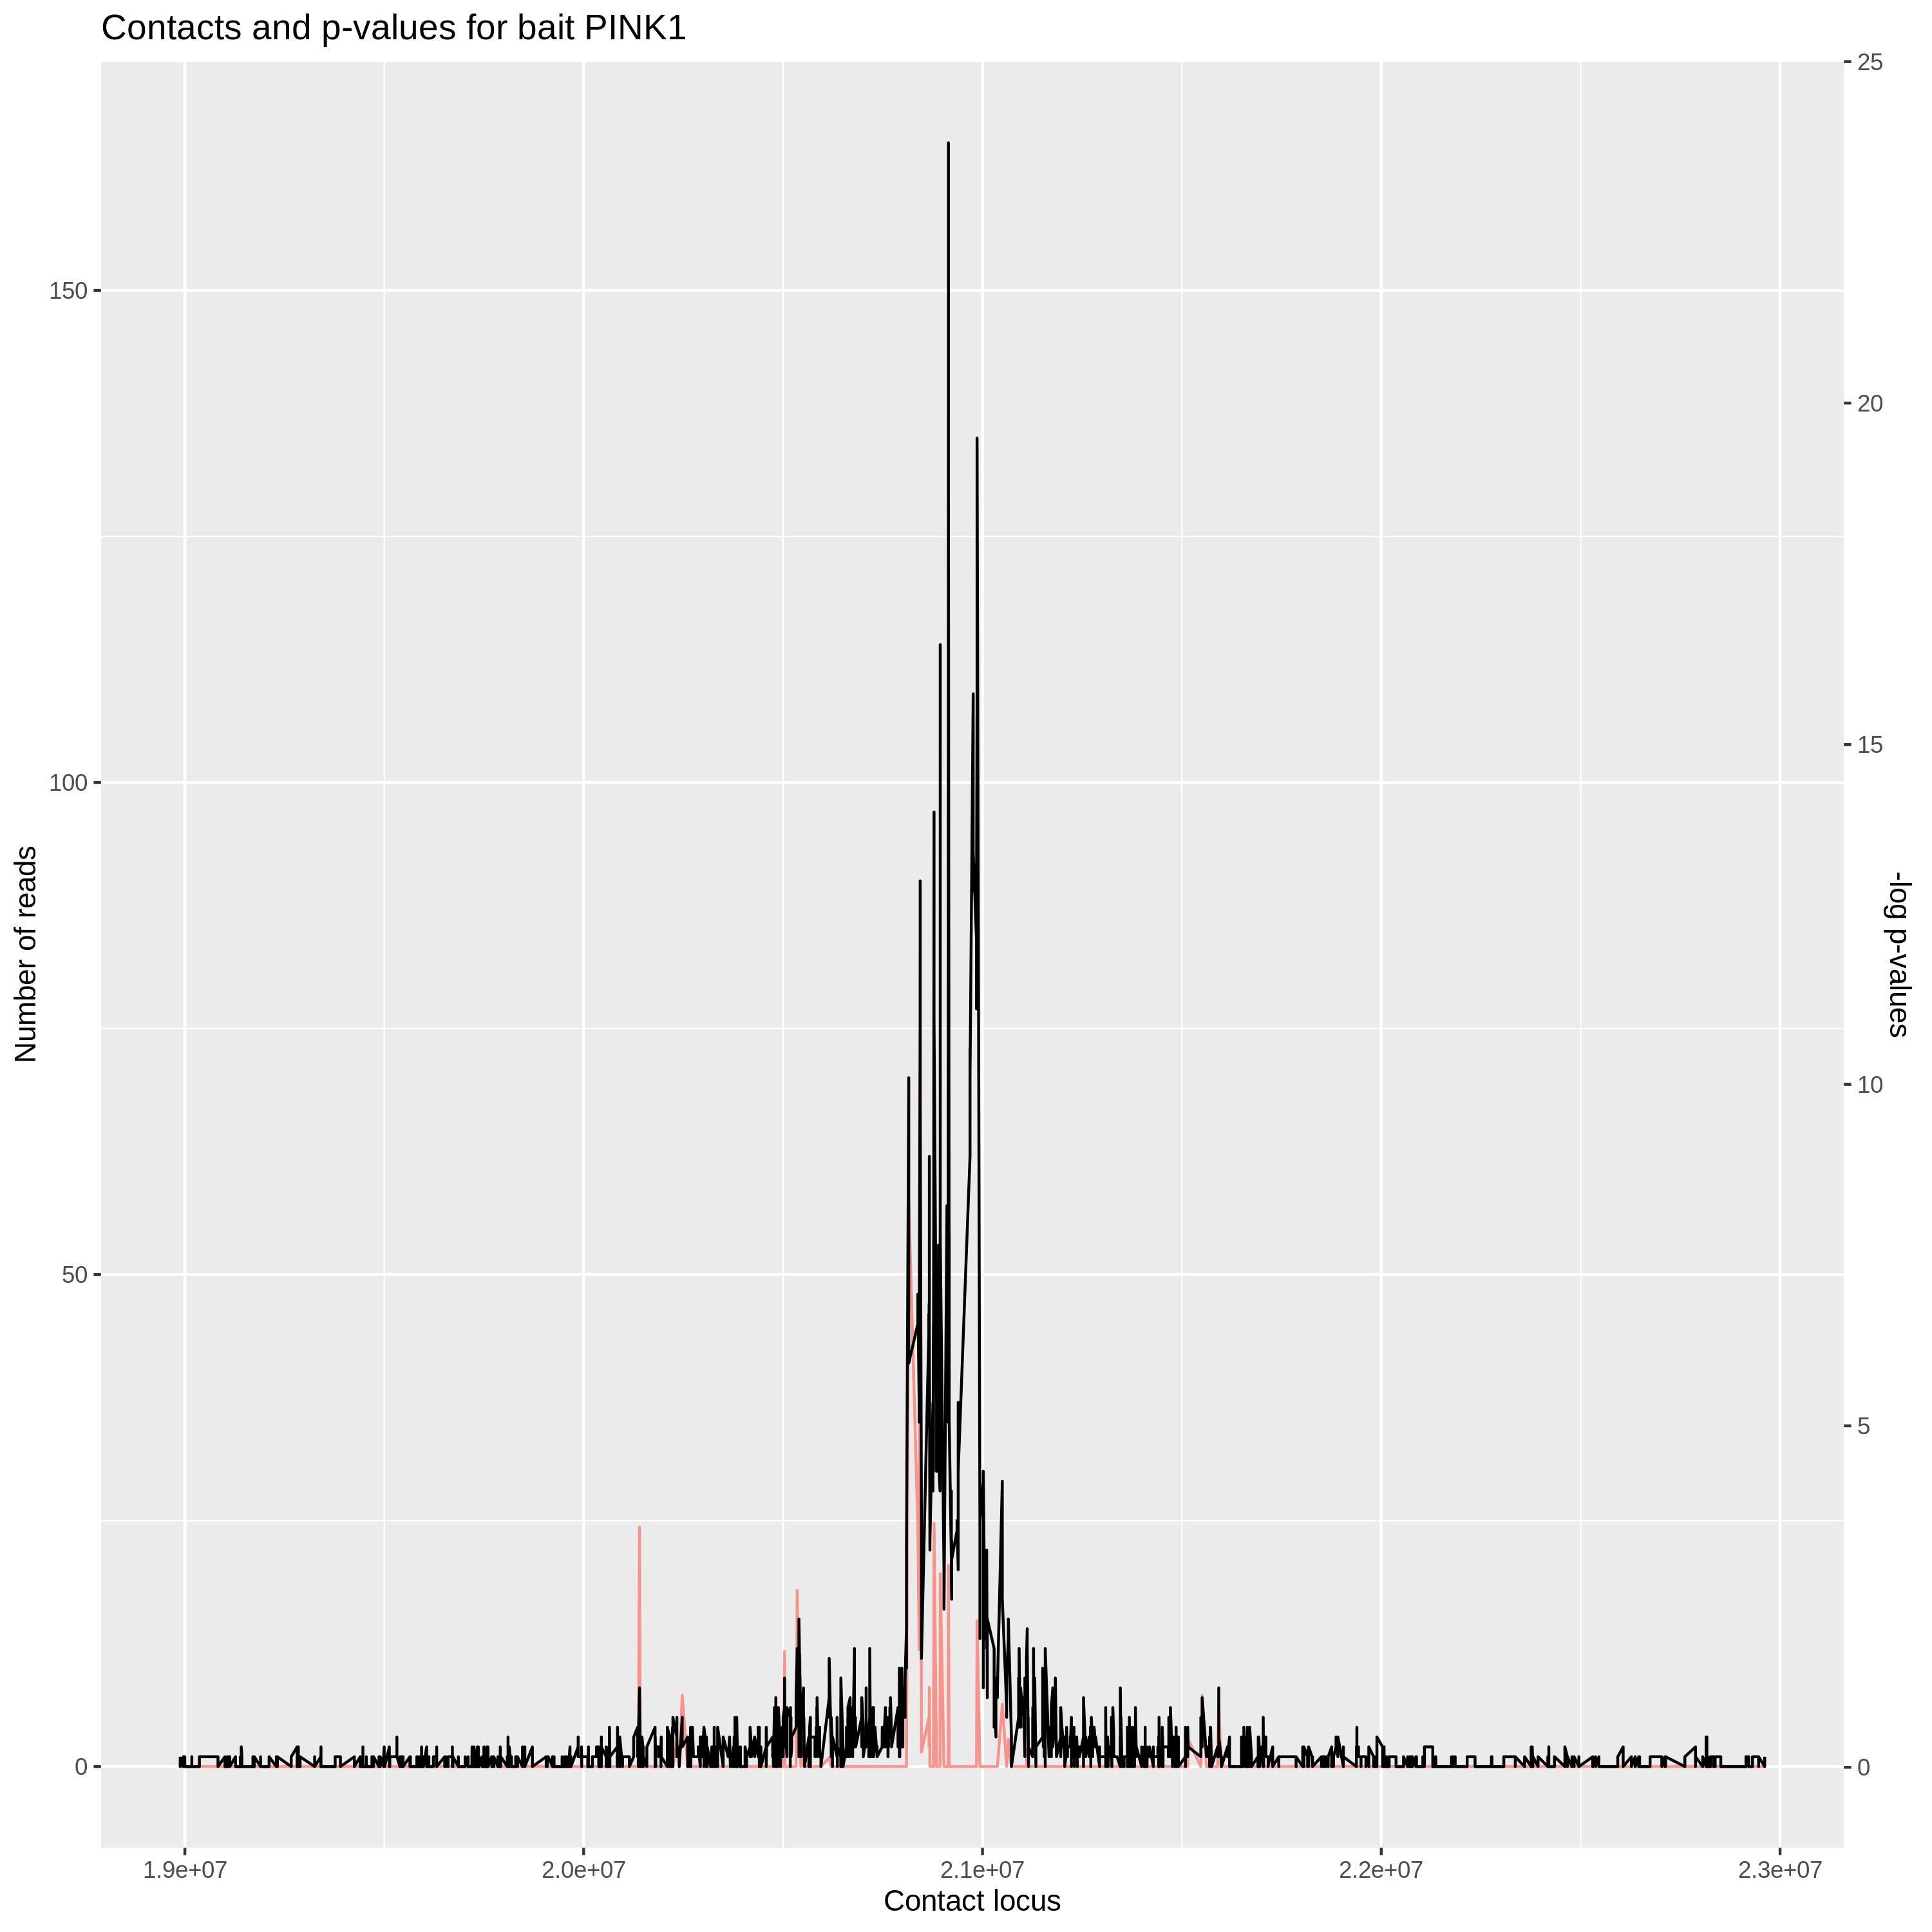 Contacts and p-values for bait PINK1
25
20
15
10
5
0
150
100
50
0
Number of reads
-log p-values
1.9e+07 2.0e+07 2.1e+07 2.2e+07 2.3e+07
Contact locus